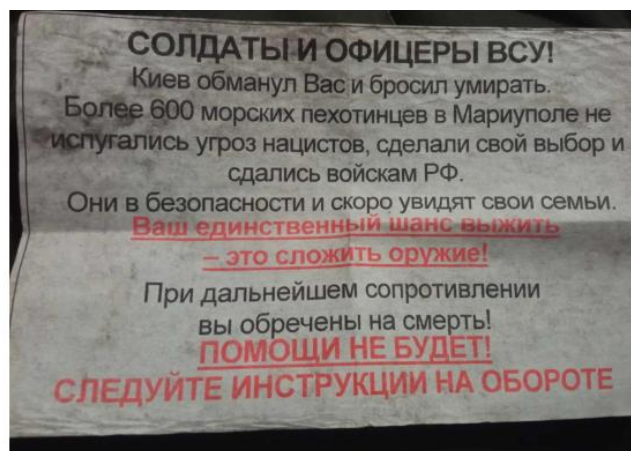 СОЛДАТЫ И ОФИЦЕРЫ ВСУ!
Киев обманул Вас и бросил умирать.
Более 600 морских пехотинцев в Мариуполе не
испугались угроз нацистов, сделали свой выбор и
сдались войскам РФ.
Они в безопасности и скоро увидят свои семьи.
Ваш единственный шанс выжить
– это сложить оружие!
При дальнейшем сопротивлении
вы обречены на смерть!
ПОМОЩИ НЕ БУДЕТ!
СЛЕДУЙТЕ ИНСТРУКЦИИ НА ОБОРОТЕ